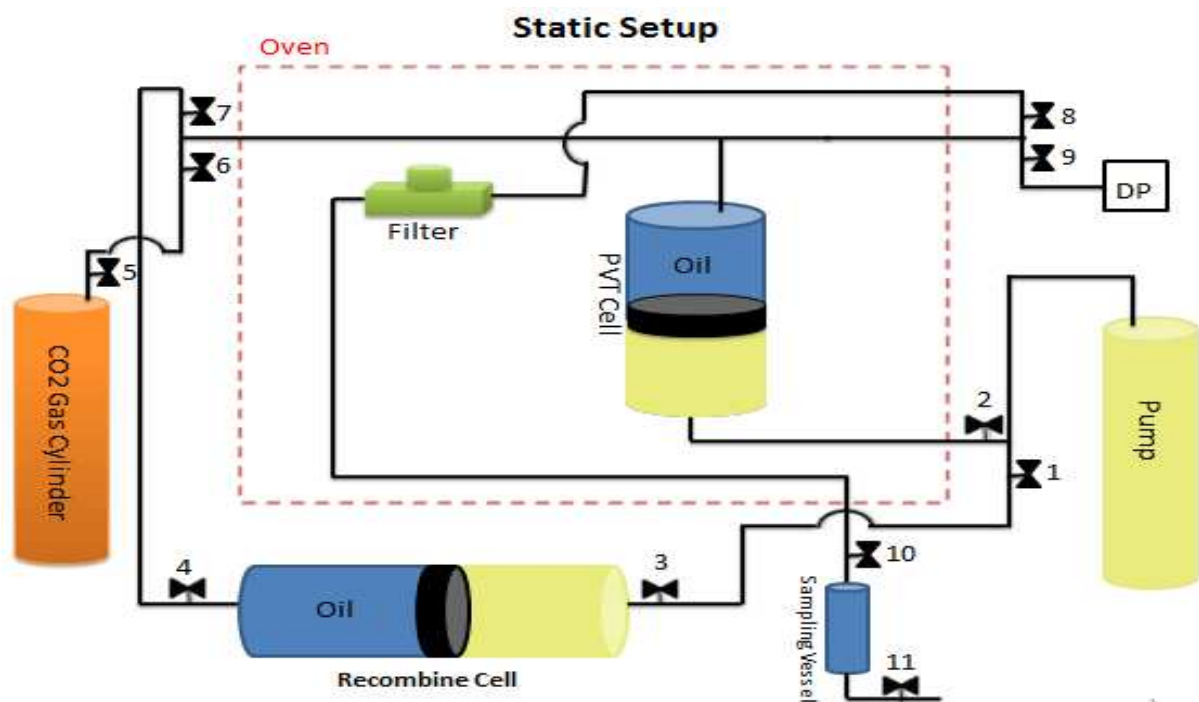 Static Setup
Oven
7
8
6
9
DP
Filter
Oil
PVT Cell
5
CO2 Gas Cylinder
2
Pump
1
10
4
3
Oil
Sampling Vessel
11
Recombine Cell